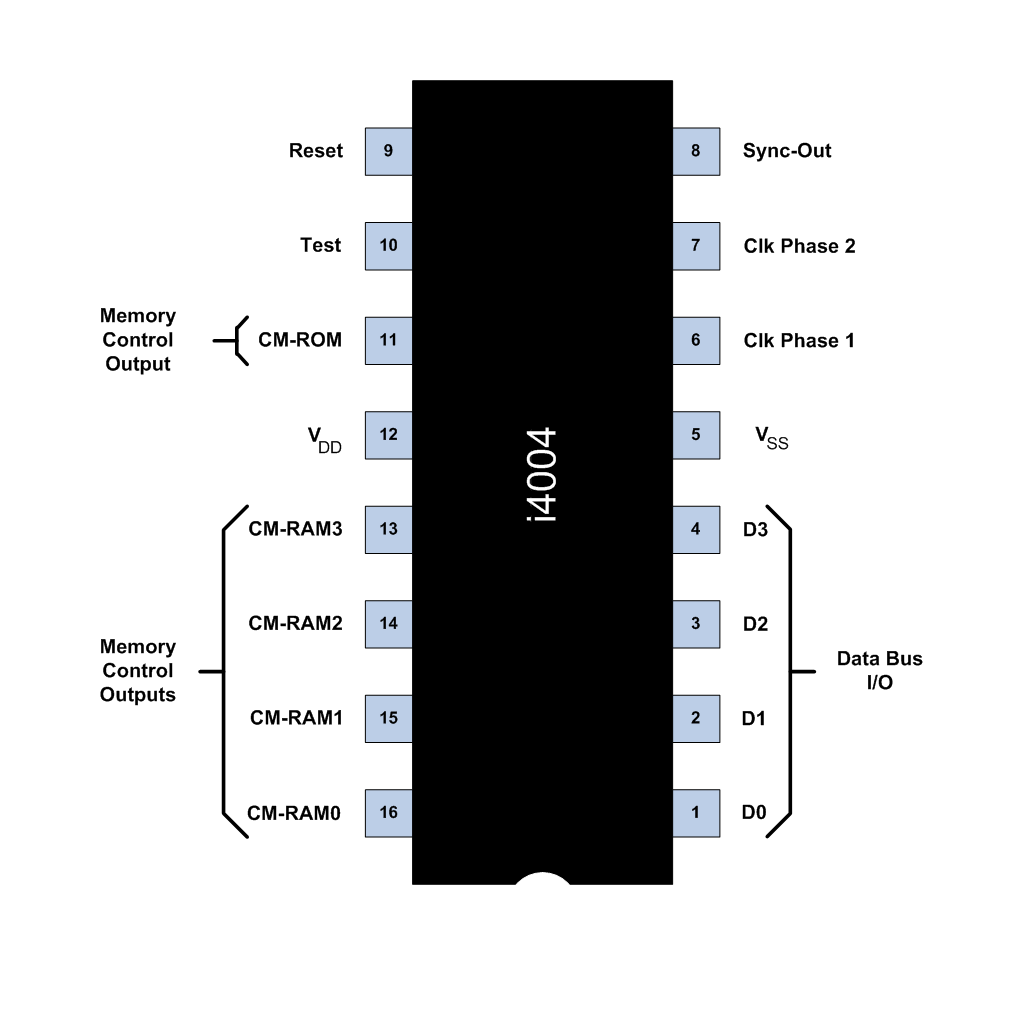 Reset 9 8 Sync-Out
Test 10 7 Clk Phase 2
Memory
Control
Output
CM-ROM 11 6 Clk Phase 1
VDD 12 5 VSS
i4004
CM-RAM3 13 4 D3
CM-RAM2 14 3 D2
Memory
Control
Outputs
Data Bus
I/O
CM-RAM1 15 2 D1
CM-RAM0 16 1 D0